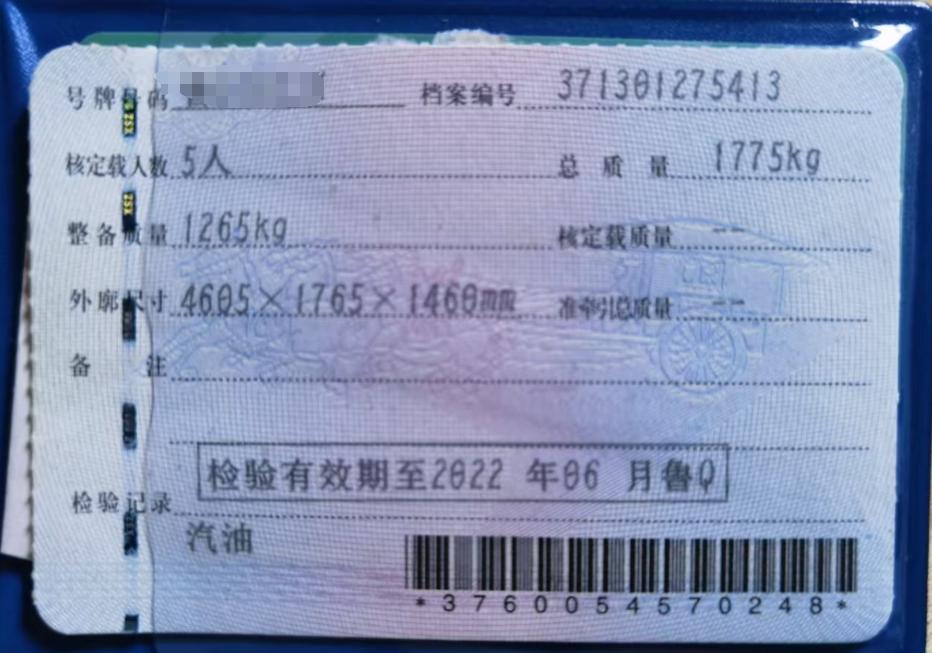 号牌号码 档案编号 371301275413
核定载人数 5人 总质量 1775kg
整备质量 1265kg 核定载质量 --
外廓尺寸 4605×1765×1460mm 准牵引总质量 --
备注
检验有效期至2022 年06 月鲁Q
检验记录
汽油
*3760054570248*
ZSX
ZSX